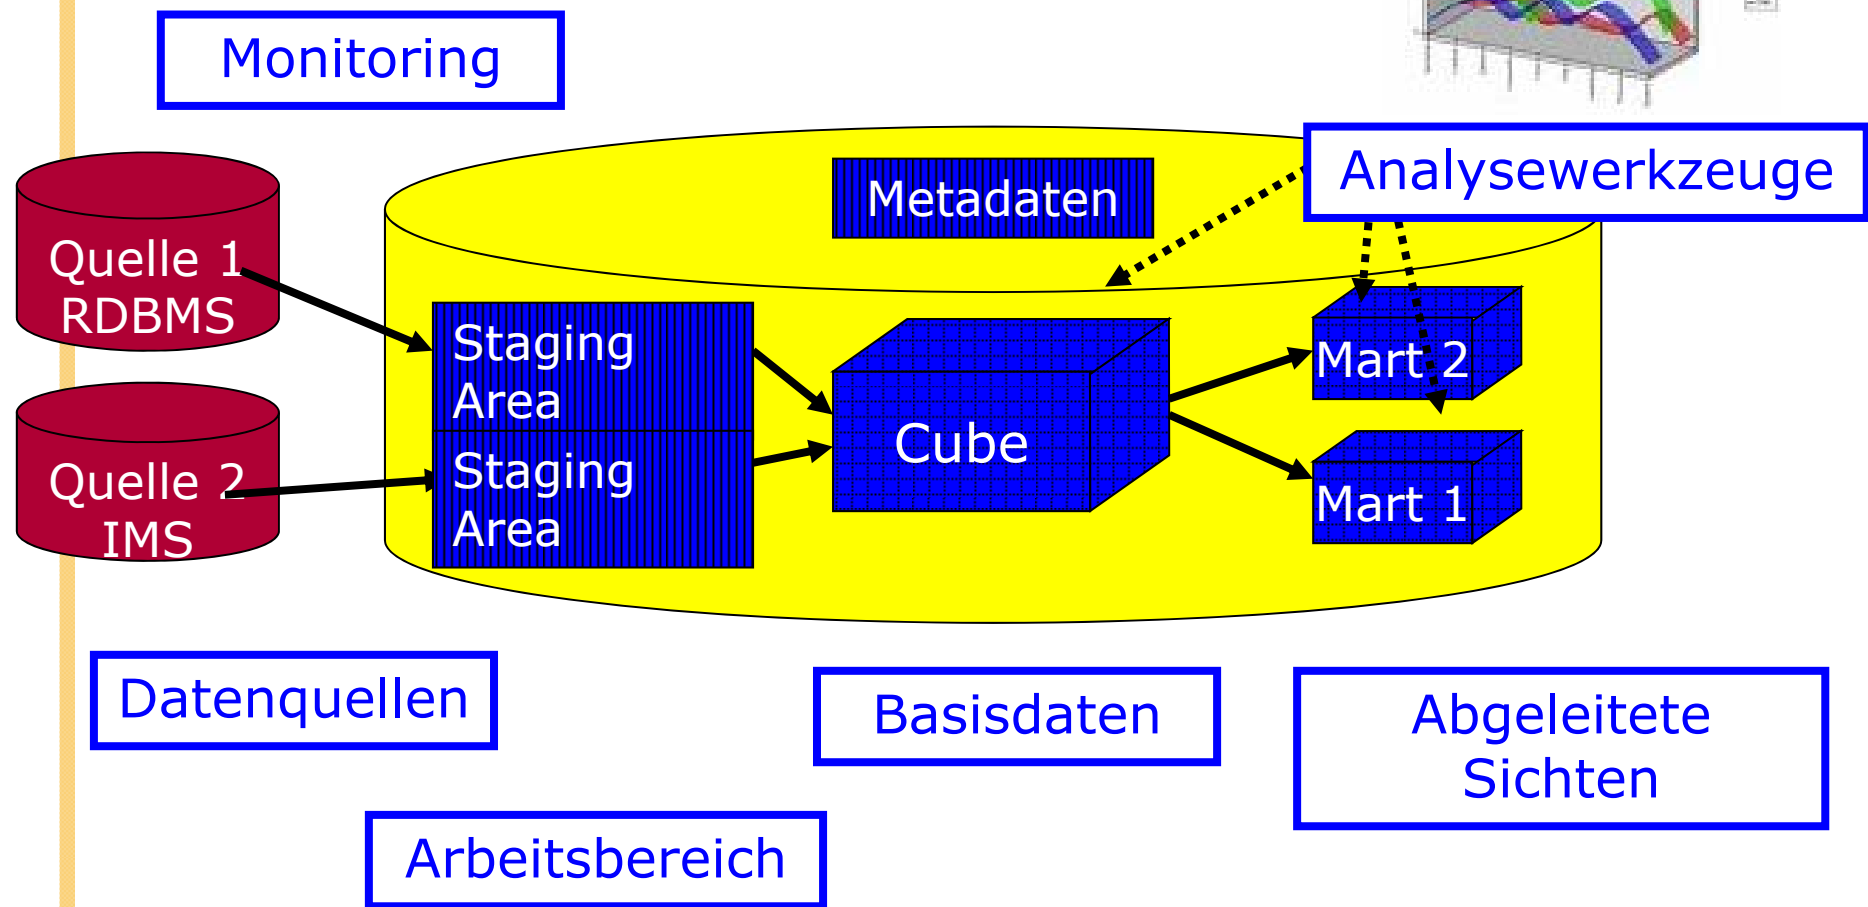 Monitoring
Analysewerkzeuge
Metadaten
Quelle 1
RDBMS
Staging
Area
Mart 2
Cube
Staging
Area
Quelle 2
IMS
Mart 1
Datenquellen
Basisdaten
Abgeleitete
Sichten
Arbeitsbereich